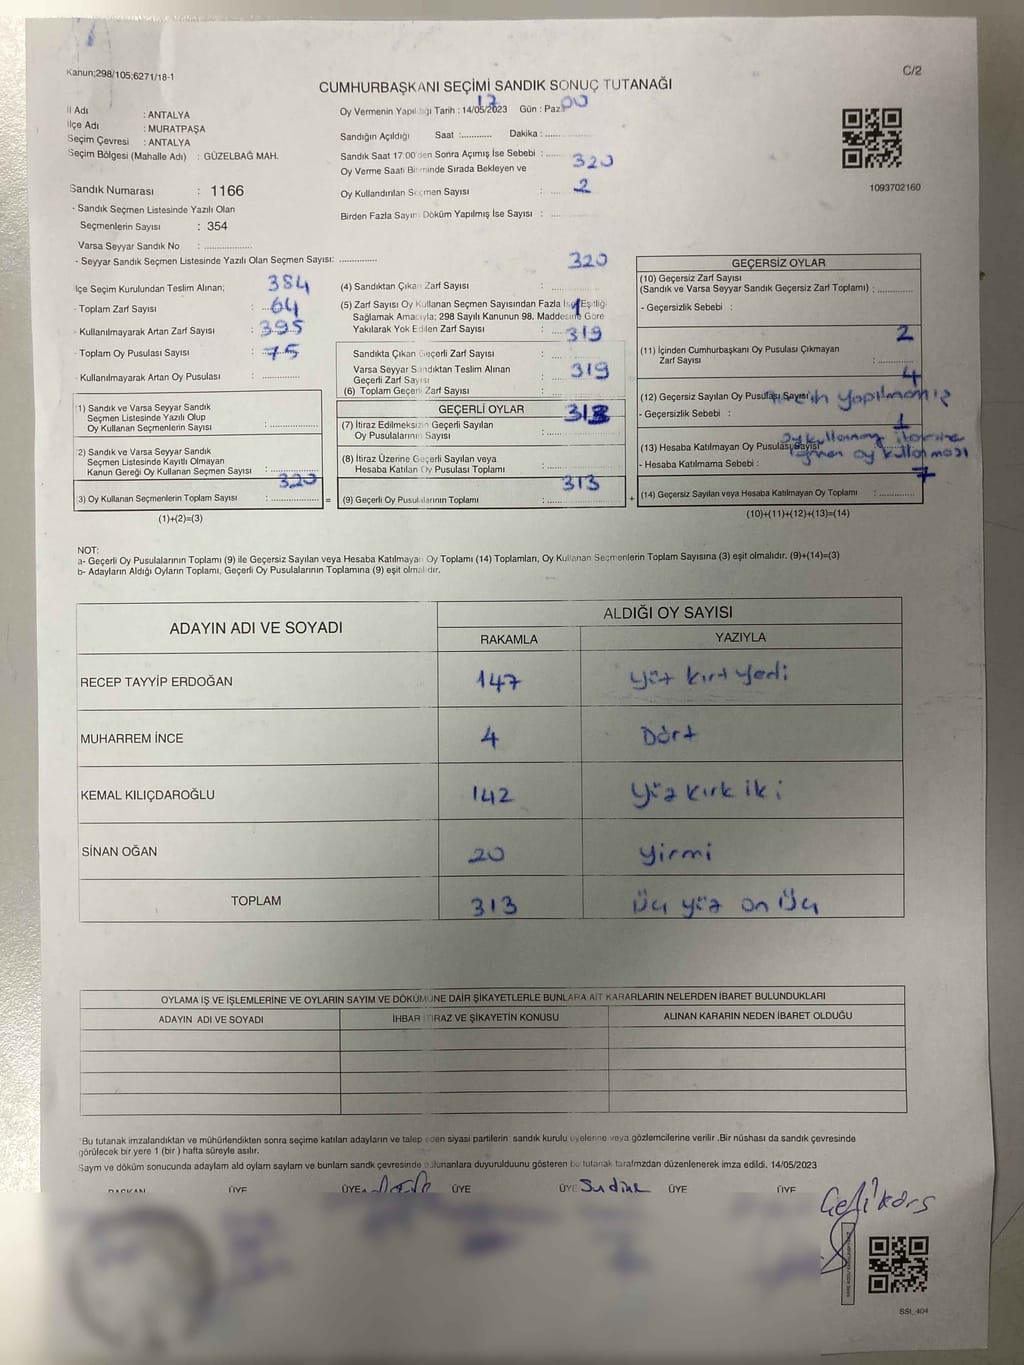 Kanun;298/105;6271/18-1
C/2
CUMHURBAŞKANI SEÇİMİ SANDIK SONUÇ TUTANAĞI
İl Adı : ANTALYA
İlçe Adı : MURATPAŞA
Seçim Çevresi : ANTALYA
Seçim Bölgesi (Mahalle Adı) : GÜZELBAĞ MAH.
Sandık Numarası : 1166
- Sandık Seçmen Listesinde Yazılı Olan
Seçmenlerin Sayısı : 354
Varsa Seyyar Sandık No : ..................
- Seyyar Sandık Seçmen Listesinde Yazılı Olan Seçmen Sayısı: ..............
Oy Vermenin Yapıldığı Tarih : 14/05/2023 Gün : Paz
17 00
Sandığın Açıldığı Saat :........... Dakika :
Sandık Saat 17:00'den Sonra Açımış İse Sebebi :
Oy Verme Saati Bitiminde Sırada Bekleyen ve
320
Oy Kullandırılan Seçmen Sayısı : 2
Birden Fazla Sayım Döküm Yapılmış İse Sayısı :
1093702160
İlçe Seçim Kurulundan Teslim Alınan; 384
- Toplam Zarf Sayısı : 64
- Kullanılmayarak Artan Zarf Sayısı : 395
- Toplam Oy Pusulası Sayısı : 75
- Kullanılmayarak Artan Oy Pusulası :
1) Sandık ve Varsa Seyyar Sandık
Seçmen Listesinde Yazılı Olup
Oy Kullanan Seçmenlerin Sayısı :
2) Sandık ve Varsa Seyyar Sandık
Seçmen Listesinde Kayıtlı Olmayan
Kanun Gereği Oy Kullanan Seçmen Sayısı :
320
3) Oy Kullanan Seçmenlerin Toplam Sayısı : =
(1)+(2)=(3)
320
(4) Sandıktan Çıkan Zarf Sayısı :
(5) Zarf Sayısı Oy Kullanan Seçmen Sayısından Fazla İse Eşitliği
Sağlamak Amacıyla; 298 Sayılı Kanunun 98. Maddesine Göre
Yakılarak Yok Edilen Zarf Sayısı :
1
319
Sandıkta Çıkan Geçerli Zarf Sayısı :
Varsa Seyyar Sandıktan Teslim Alınan
Geçerli Zarf Sayısı :
319
(6) Toplam Geçerli Zarf Sayısı :
GEÇERLİ OYLAR
313
(7) İtiraz Edilmeksizin Geçerli Sayılan
Oy Pusulalarının Sayısı :
(8) İtiraz Üzerine Geçerli Sayılan veya
Hesaba Katılan Oy Pusulası Toplamı :
313
(9) Geçerli Oy Pusulalarının Toplamı : +
GEÇERSİZ OYLAR
(10) Geçersiz Zarf Sayısı
(Sandık ve Varsa Seyyar Sandık Geçersiz Zarf Toplamı) :
- Geçersizlik Sebebi :
2
(11) İçinden Cumhurbaşkanı Oy Pusulası Çıkmayan
Zarf Sayısı :
4
(12) Geçersiz Sayılan Oy Pusulası Sayısı
- Geçersizlik Sebebi : Tercih yapılmamış
1
(13) Hesaba Katılmayan Oy Pusulası Sayısı
- Hesaba Katılmama Sebebi : oy kullanması
7
(14) Geçersiz Sayılan veya Hesaba Katılmayan Oy Toplamı :
(10)+(11)+(12)+(13)=(14)
NOT:
a- Geçerli Oy Pusulalarının Toplamı (9) ile Geçersiz Sayılan veya Hesaba Katılmayan Oy Toplamı (14) Toplamları, Oy Kullanan Seçmenlerin Toplam Sayısına (3) eşit olmalıdır. (9)+(14)=(3)
b- Adayların Aldığı Oyların Toplamı, Geçerli Oy Pusulalarının Toplamına (9) eşit olmalıdır.
ADAYIN ADI VE SOYADI
ALDIĞI OY SAYISI
RAKAMLA YAZIYLA
RECEP TAYYİP ERDOĞAN 147 yüz kırk yedi
MUHARREM İNCE 4 Dört
KEMAL KILIÇDAROĞLU 142 yüz kırk iki
SİNAN OĞAN 20 yirmi
TOPLAM 313 Üç yüz on Üç
OYLAMA İŞ VE İŞLEMLERİNE VE OYLARIN SAYIM VE DÖKÜMÜNE DAİR ŞİKAYETLERLE BUNLARA AİT KARARLARIN NELERDEN İBARET BULUNDUKLARI
ADAYIN ADI VE SOYADI İHBAR İTİRAZ VE ŞİKAYETİN KONUSU ALINAN KARARIN NEDEN İBARET OLDUĞU
'Bu tutanak imzalandıktan ve mühürlendikten sonra seçime katılan adayların ve talep eden siyasi partilerin sandık kurulu üyelerine veya gözlemcilerine verilir .Bir nüshası da sandık çevresinde
görülecek bir yere 1 (bir ) hafta süreyle asılır.
Sayım ve döküm sonucunda adayların ald oyların saylarm ve bunlarn sandk çevresinde bulunanlara duyurulduunu gösteren bu tutanak tarafmzdan düzenlenerek imza edildi. 14/05/2023
BAŞKAN ÜYE ÜYE ÜYE ÜYE ÜYE ÜYE
SSI_404